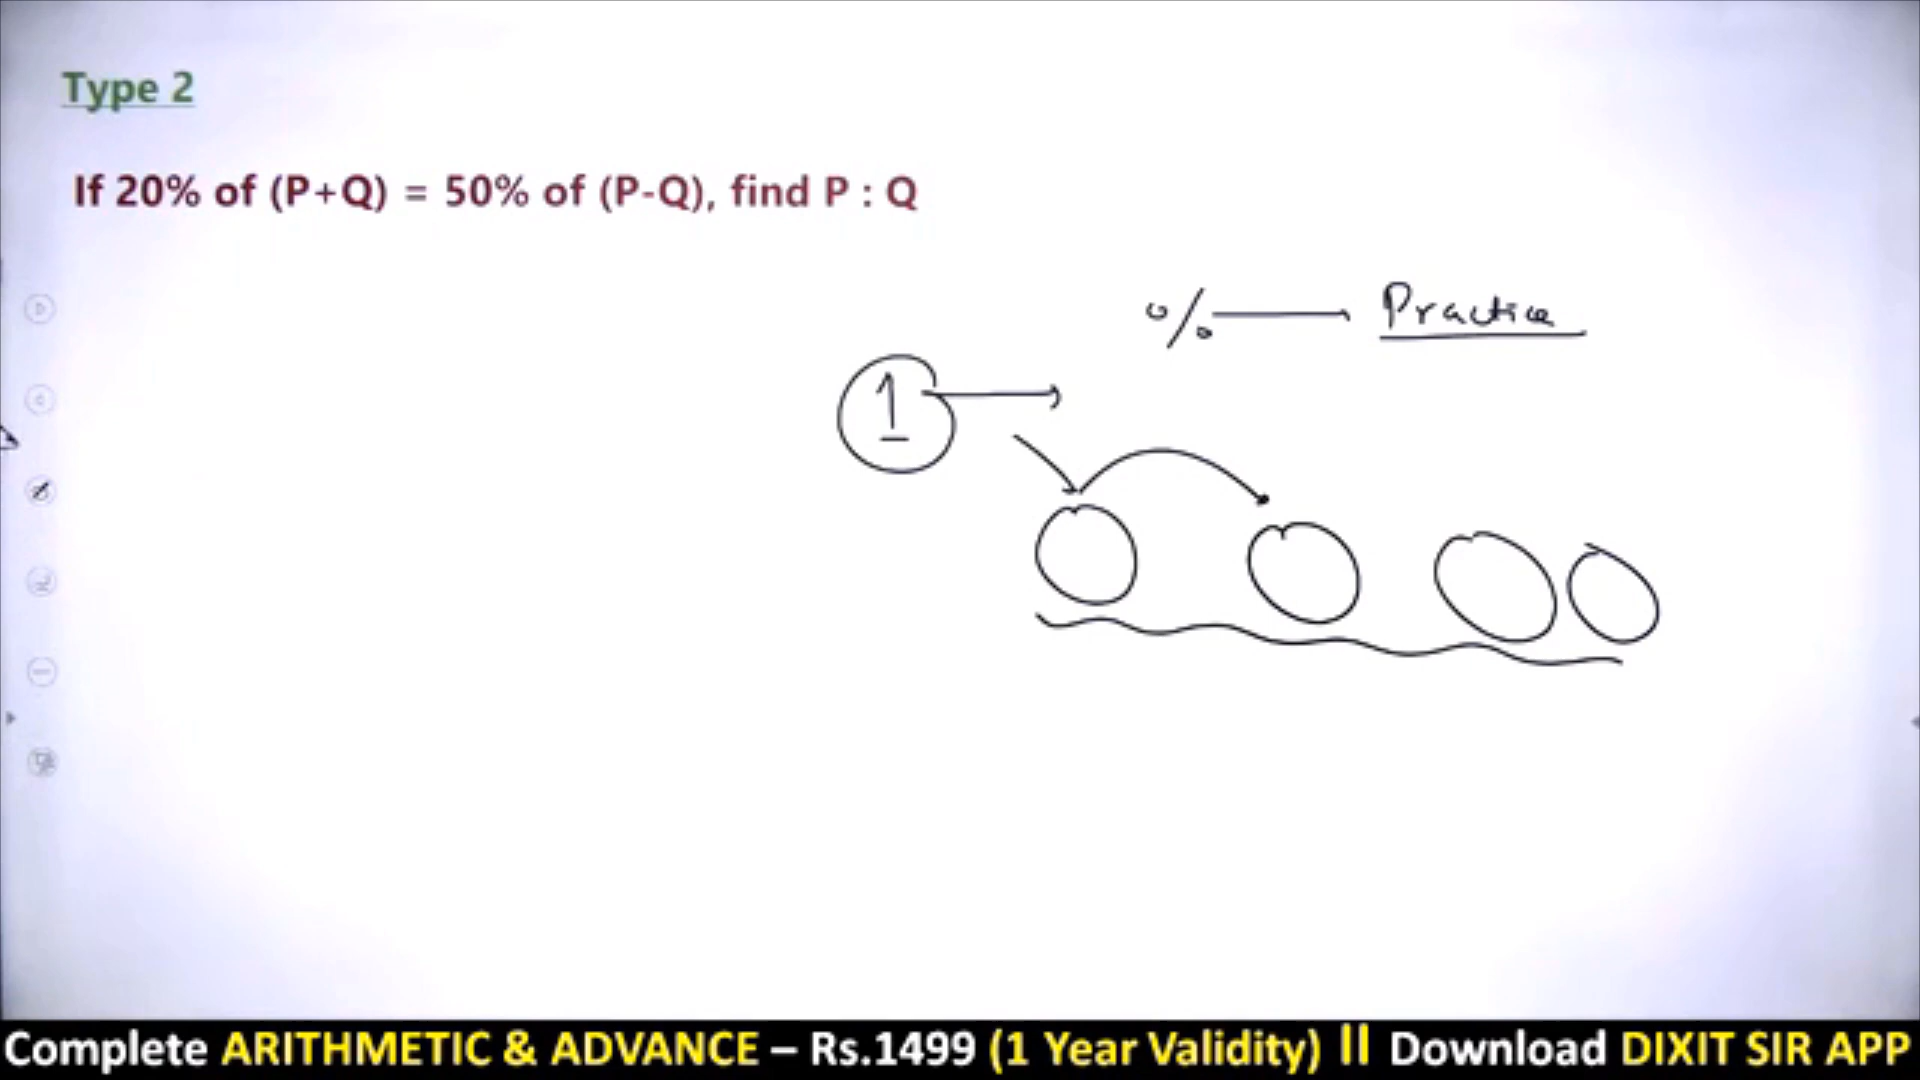 Type 2
If 20% of (P+Q) = 50% of (P-Q), find P : Q
% Practice
1
Complete ARITHMETIC & ADVANCE – Rs.1499 (1 Year Validity) || Download DIXIT SIR APP